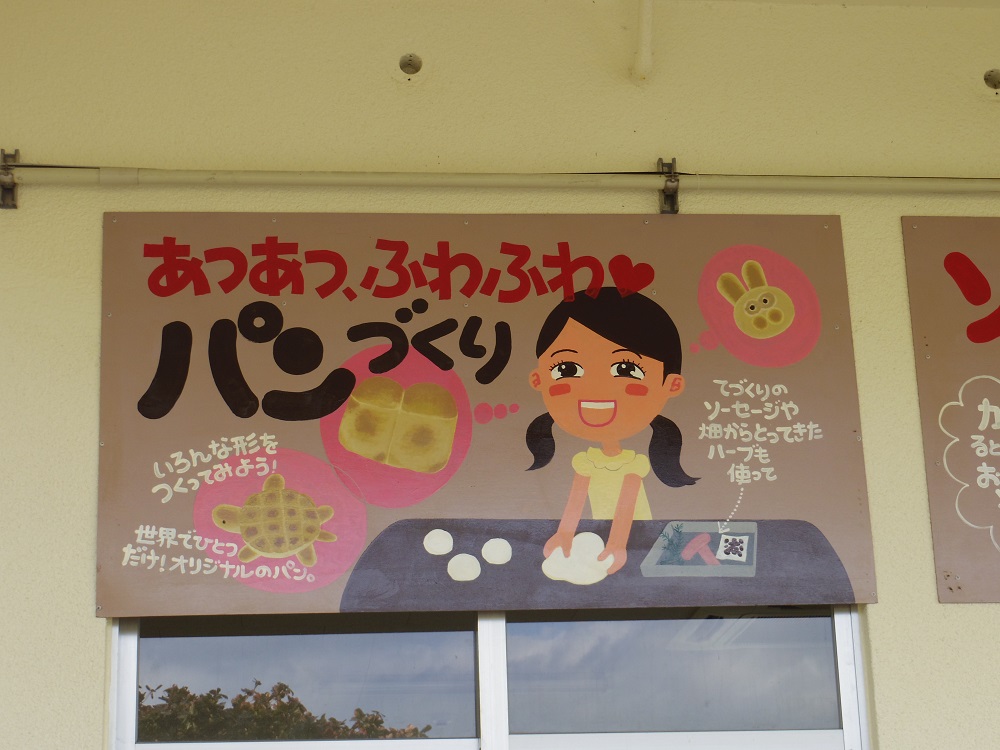 あつあつ、ふわふわ♥
パンづくり
いろんな形を
つくってみよう!
世界でひとつ
だけ!オリジナルのパン。
てづくりの
ソーセージや
畑からとってきた
ハーブも
使って